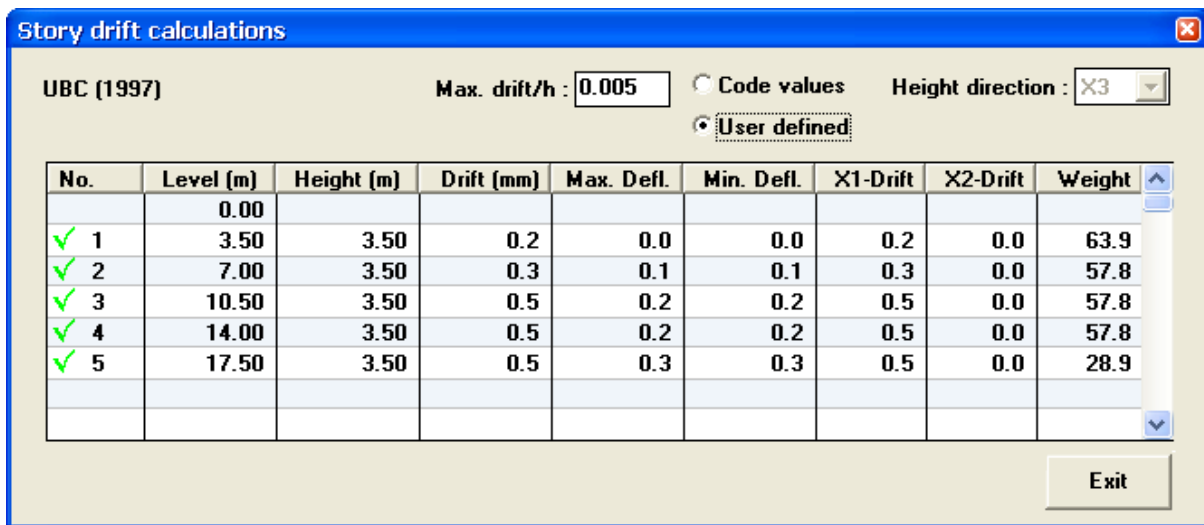 Story drift calculations
UBC (1997) Max. drift/h : 0.005 Code values Height direction : X3
User defined
No. Level (m) Height (m) Drift (mm) Max. Defl. Min. Defl. X1-Drift X2-Drift Weight
0.00
1 3.50 3.50 0.2 0.0 0.0 0.2 0.0 63.9
2 7.00 3.50 0.3 0.1 0.1 0.3 0.0 57.8
3 10.50 3.50 0.5 0.2 0.2 0.5 0.0 57.8
4 14.00 3.50 0.5 0.2 0.2 0.5 0.0 57.8
5 17.50 3.50 0.5 0.3 0.3 0.5 0.0 28.9
Exit